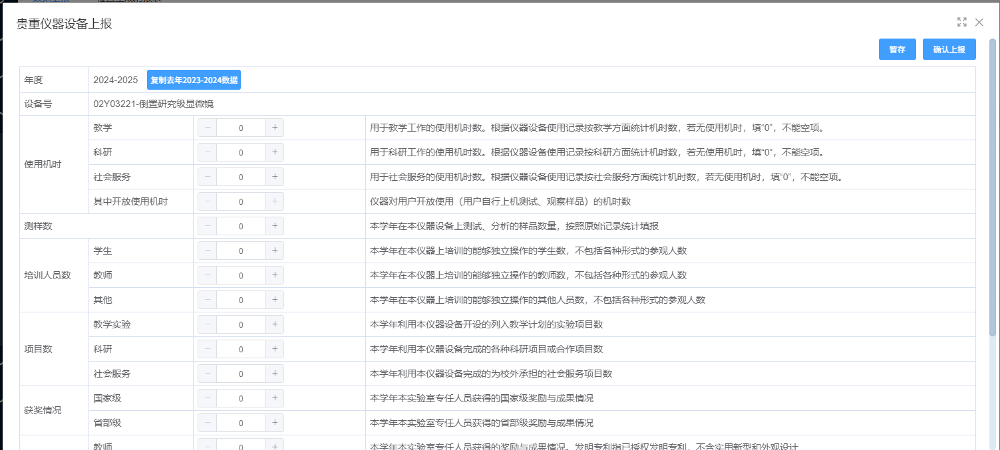 贵重仪器设备上报
暂存 确认上报
年度 2024-2025 复制去年2023-2024数据
设备号 02Y03221-倒置研究级显微镜
使用机时
教学 − 0 + 用于教学工作的使用机时数。根据仪器设备使用记录按教学方面统计机时数，若无使用机时，填“0”，不能空项。
科研 − 0 + 用于科研工作的使用机时数。根据仪器设备使用记录按科研方面统计机时数，若无使用机时，填“0”，不能空项。
社会服务 − 0 + 用于社会服务的使用机时数。根据仪器设备使用记录按社会服务方面统计机时数，若无使用机时，填“0”，不能空项。
其中开放使用机时 − 0 + 仪器对用户开放使用（用户自行上机测试、观察样品）的机时数
测样数 − 0 + 本学年在本仪器设备上测试、分析的样品数量，按照原始记录统计填报
培训人员数
学生 − 0 + 本学年在本仪器上培训的能够独立操作的学生数，不包括各种形式的参观人数
教师 − 0 + 本学年在本仪器上培训的能够独立操作的教师数，不包括各种形式的参观人数
其他 − 0 + 本学年在本仪器上培训的能够独立操作的其他人员数，不包括各种形式的参观人数
项目数
教学实验 − 0 + 本学年利用本仪器设备开设的列入教学计划的实验项目数
科研 − 0 + 本学年利用本仪器设备完成的各种科研项目或合作项目数
社会服务 − 0 + 本学年利用本仪器设备完成的为校外承担的社会服务项目数
获奖情况
国家级 − 0 + 本学年本实验室专任人员获得的国家级奖励与成果情况
省部级 − 0 + 本学年本实验室专任人员获得的省部级奖励与成果情况
教师 − 0 + 本学年本实验室专任人员获得的奖励与成果情况。发明专利指已授权发明专利，不含实用新型和外观设计